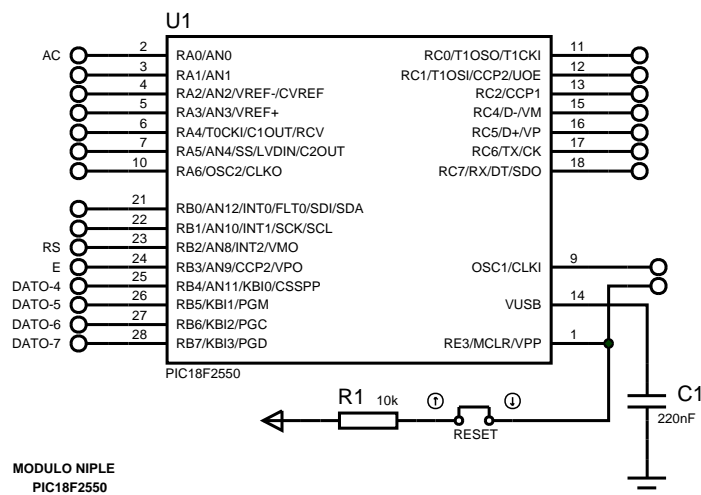 U1
AC 2 RA0/AN0 RC0/T1OSO/T1CKI 11
3 RA1/AN1 RC1/T1OSI/CCP2/UOE 12
4 RA2/AN2/VREF-/CVREF RC2/CCP1 13
5 RA3/AN3/VREF+ RC4/D-/VM 15
6 RA4/T0CKI/C1OUT/RCV RC5/D+/VP 16
7 RA5/AN4/SS/LVDIN/C2OUT RC6/TX/CK 17
10 RA6/OSC2/CLKO RC7/RX/DT/SDO 18
21 RB0/AN12/INT0/FLT0/SDI/SDA
22 RB1/AN10/INT1/SCK/SCL
RS 23 RB2/AN8/INT2/VMO
E 24 RB3/AN9/CCP2/VPO OSC1/CLKI 9
DATO-4 25 RB4/AN11/KBI0/CSSPP
DATO-5 26 RB5/KBI1/PGM VUSB 14
DATO-6 27 RB6/KBI2/PGC
DATO-7 28 RB7/KBI3/PGD RE3/MCLR/VPP 1
PIC18F2550
R1 10k
C1
220nF
RESET
MODULO NIPLE
PIC18F2550